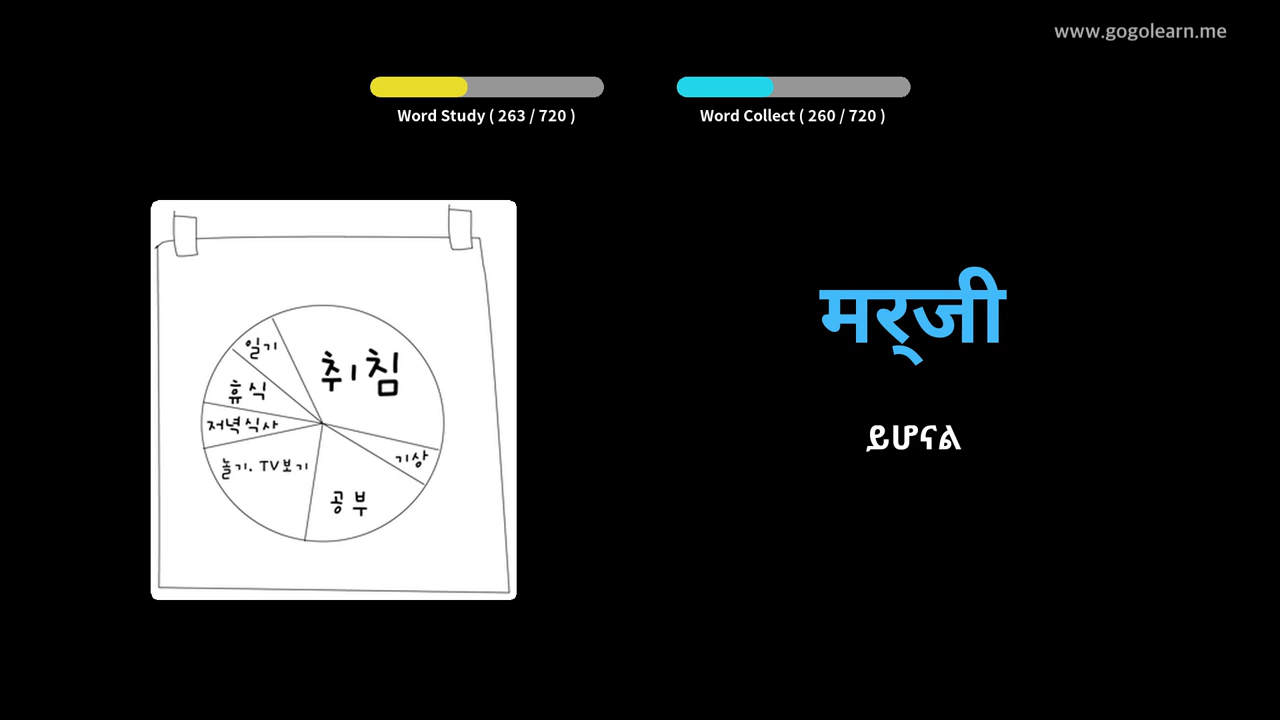 www.gogolearn.me
Word Study ( 263 / 720 )
Word Collect ( 260 / 720 )
일기
취침
휴식
저녁식사
놀기. TV보기
기상
공부
मर्‌जी
ይሆናል